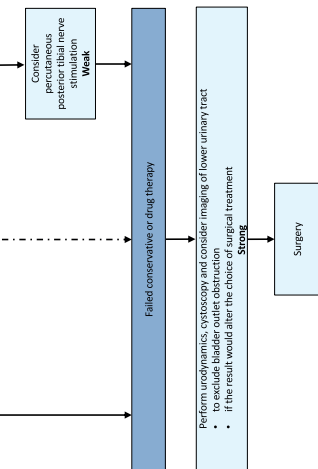 Consider
percutaneous
posterior tibial nerve
stimulation
Weak
Failed conservative or drug therapy
Perform urodynamics, cystoscopy and consider imaging of lower urinary tract
• to exclude bladder outlet obstruction
• if the result would alter the choice of surgical treatment
Strong
Surgery